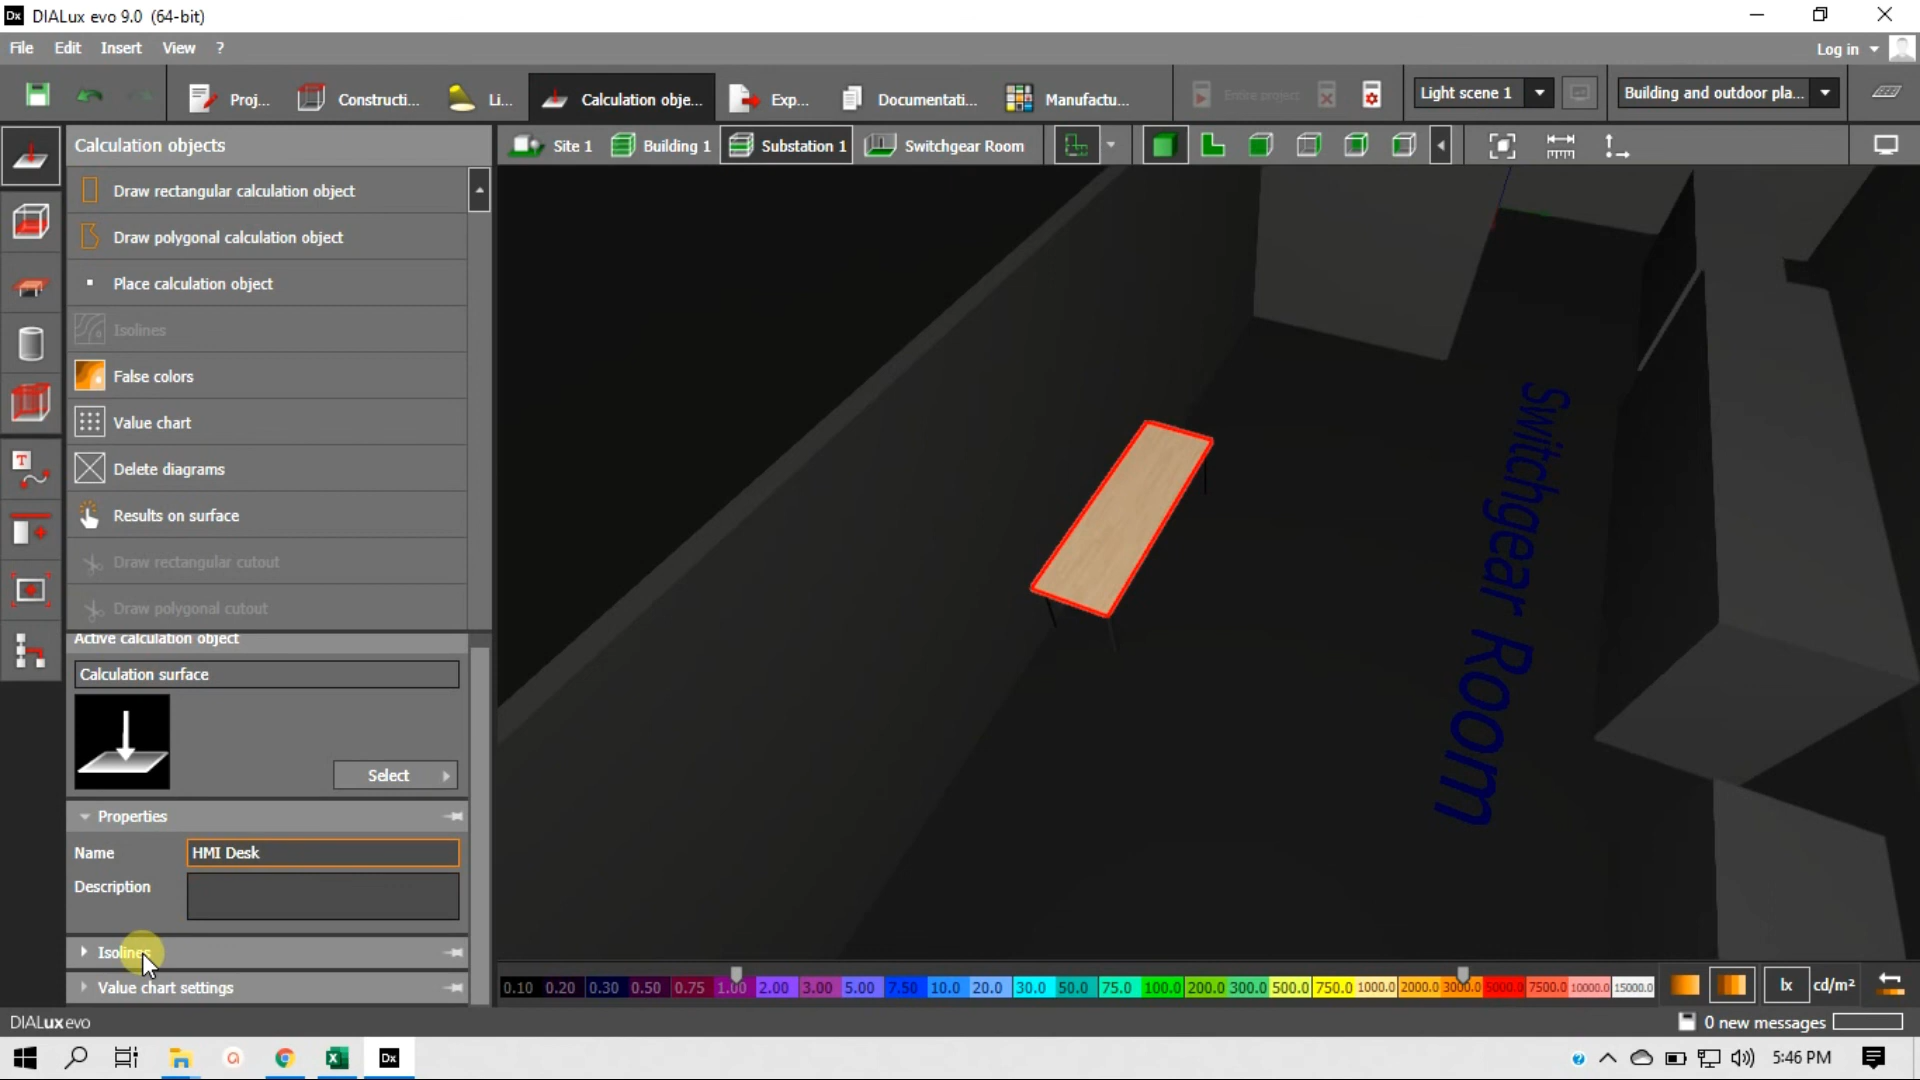 Dx DIALux evo 9.0 (64-bit)
File Edit Insert View ?
Log in
Proj... Constructi... Li... Calculation obje... Exp... Documentati... Manufactu... Entire project Light scene 1 Building and outdoor pla...
Calculation objects
Site 1 Building 1 Substation 1 Switchgear Room
Draw rectangular calculation object
Draw polygonal calculation object
Place calculation object
Isolines
False colors
Value chart
Delete diagrams
Results on surface
Draw rectangular cutout
Draw polygonal cutout
Active calculation object
Calculation surface
Select
Properties
Name HMI Desk
Description
Isolines
Value chart settings
Switchgear Room
0.10 0.20 0.30 0.50 0.75 1.00 2.00 3.00 5.00 7.50 10.0 20.0 30.0 50.0 75.0 100.0 200.0 300.0 500.0 750.0 1000.0 2000.0 3000.0 5000.0 7500.0 10000.0 15000.0 lx cd/m²
DIALux evo
0 new messages
Dx
5:46 PM